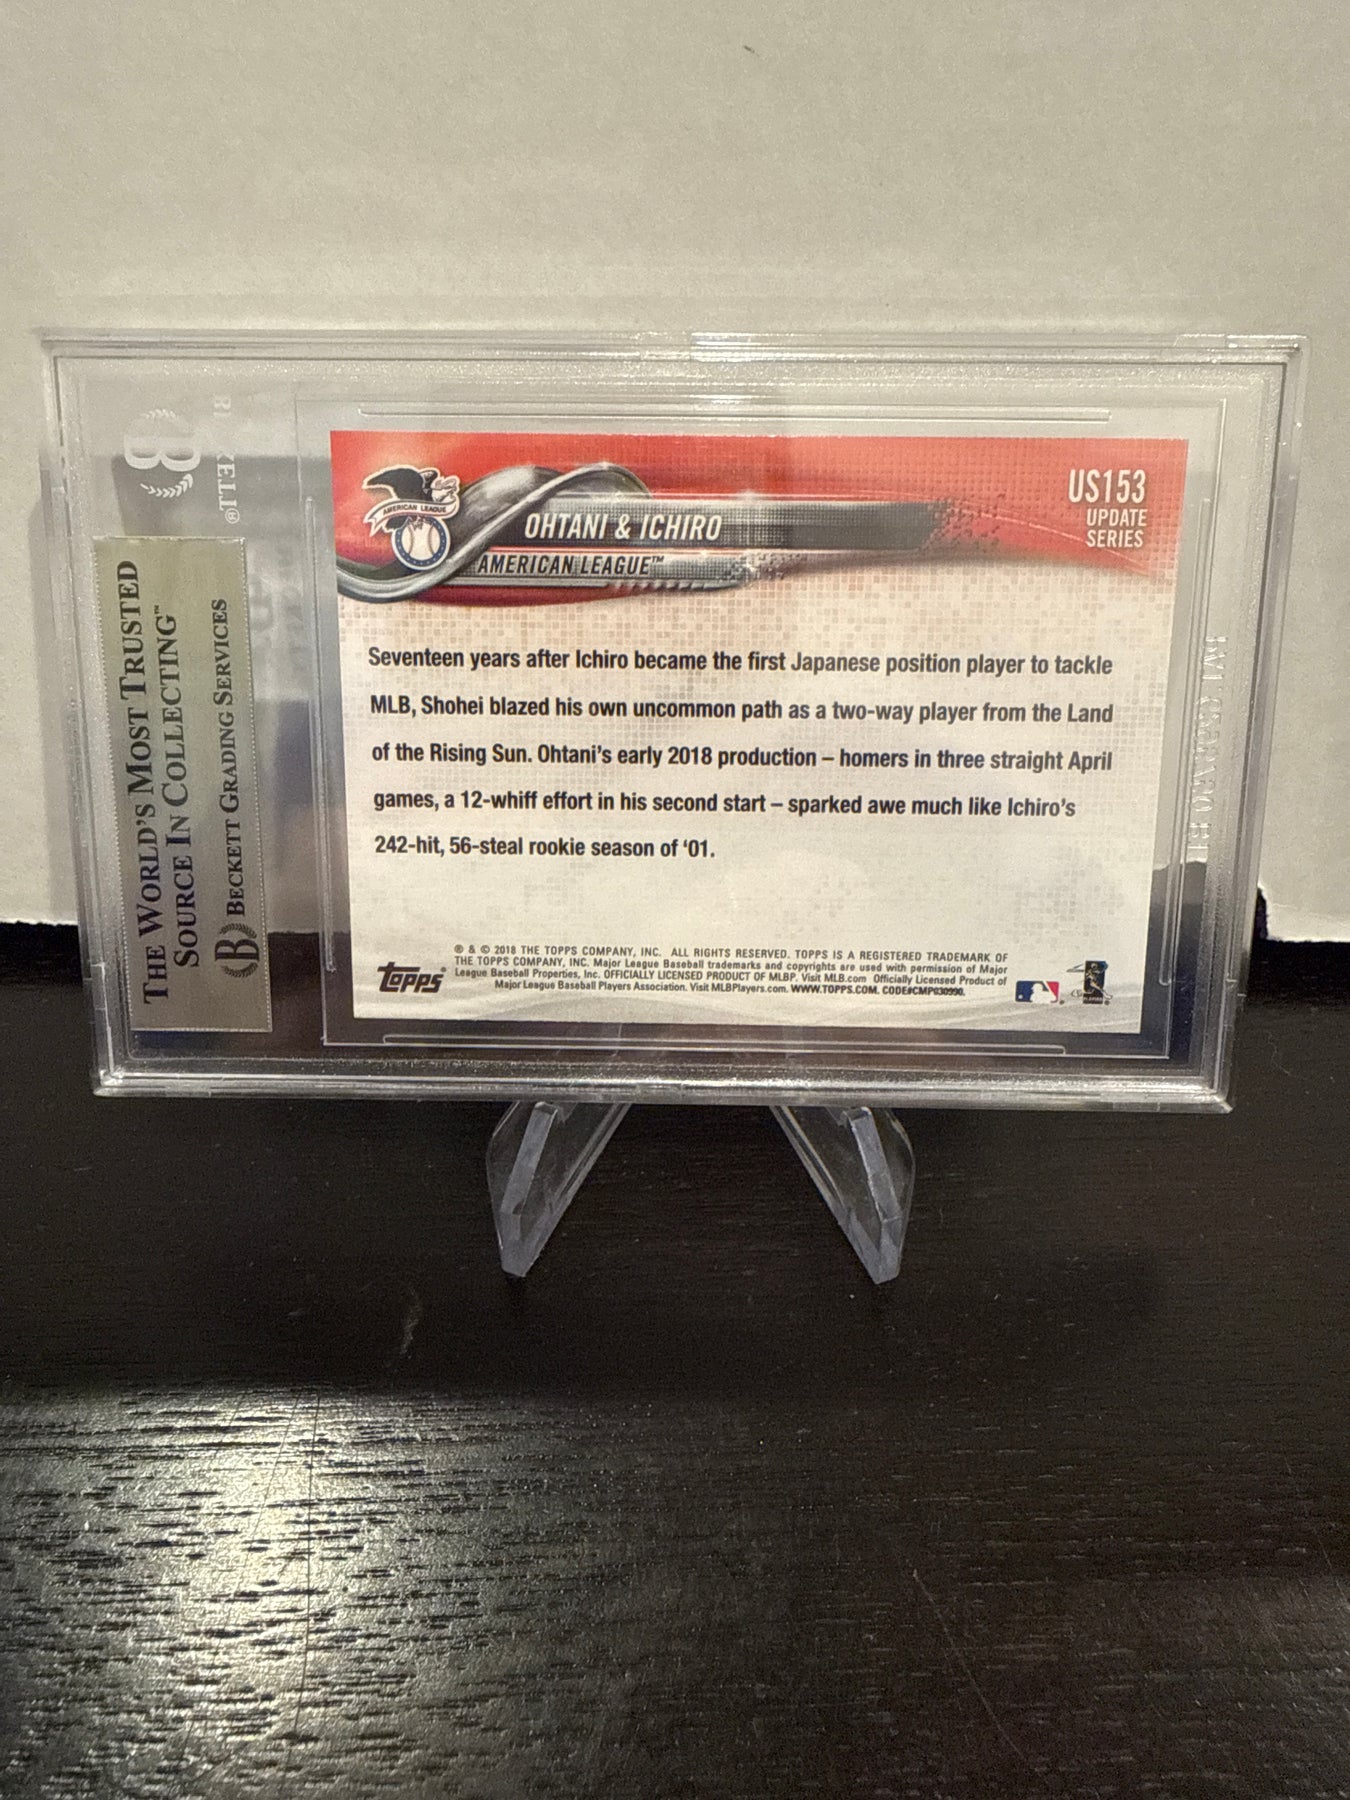 AMERICAN LEAGUE
OHTANI & ICHIRO
AMERICAN LEAGUE™
US153
UPDATE
SERIES
Seventeen years after Ichiro became the first Japanese position player to tackle
MLB, Shohei blazed his own uncommon path as a two-way player from the Land
of the Rising Sun. Ohtani's early 2018 production – homers in three straight April
games, a 12-whiff effort in his second start – sparked awe much like Ichiro's
242-hit, 56-steal rookie season of '01.
Topps®
® & © 2018 THE TOPPS COMPANY, INC. ALL RIGHTS RESERVED. TOPPS IS A REGISTERED TRADEMARK OF
THE TOPPS COMPANY, INC. Major League Baseball trademarks and copyrights are used with permission of Major
League Baseball Properties, Inc. OFFICIALLY LICENSED PRODUCT OF MLBP. Visit MLB.com Officially Licensed Product of
Major League Baseball Players Association. Visit MLBPlayers.com. WWW.TOPPS.COM. CODE#CMP030990.
THE WORLD'S MOST TRUSTED
SOURCE IN COLLECTING™
B BECKETT GRADING SERVICES
B
BECKETT®